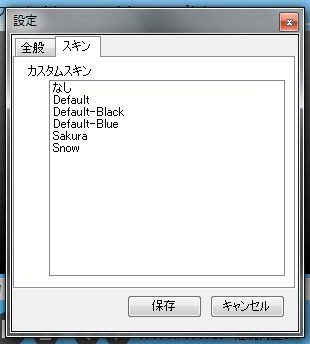 設定
全般
スキン
カスタムスキン
なし
Default
Default-Black
Default-Blue
Sakura
Snow
保存
キャンセル